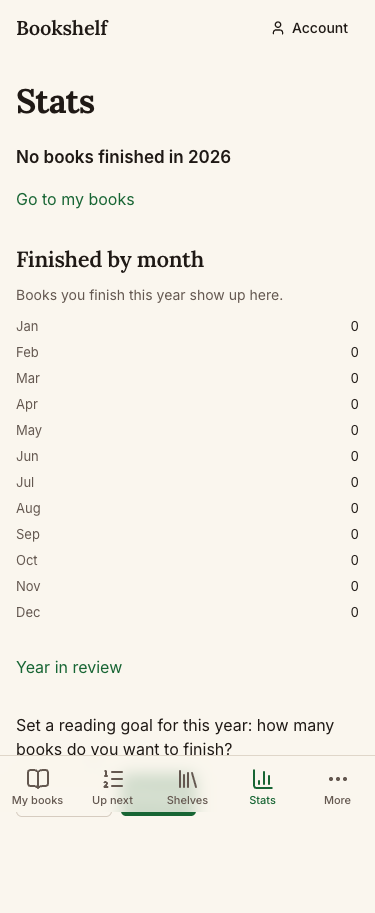 Bookshelf
Account
Stats
No books finished in 2026
Go to my books
Finished by month
Books you finish this year show up here.
Jan 0
Feb 0
Mar 0
Apr 0
May 0
Jun 0
Jul 0
Aug 0
Sep 0
Oct 0
Nov 0
Dec 0
Year in review
Set a reading goal for this year: how many
books do you want to finish?
My books
Up next
Shelves
Stats
More